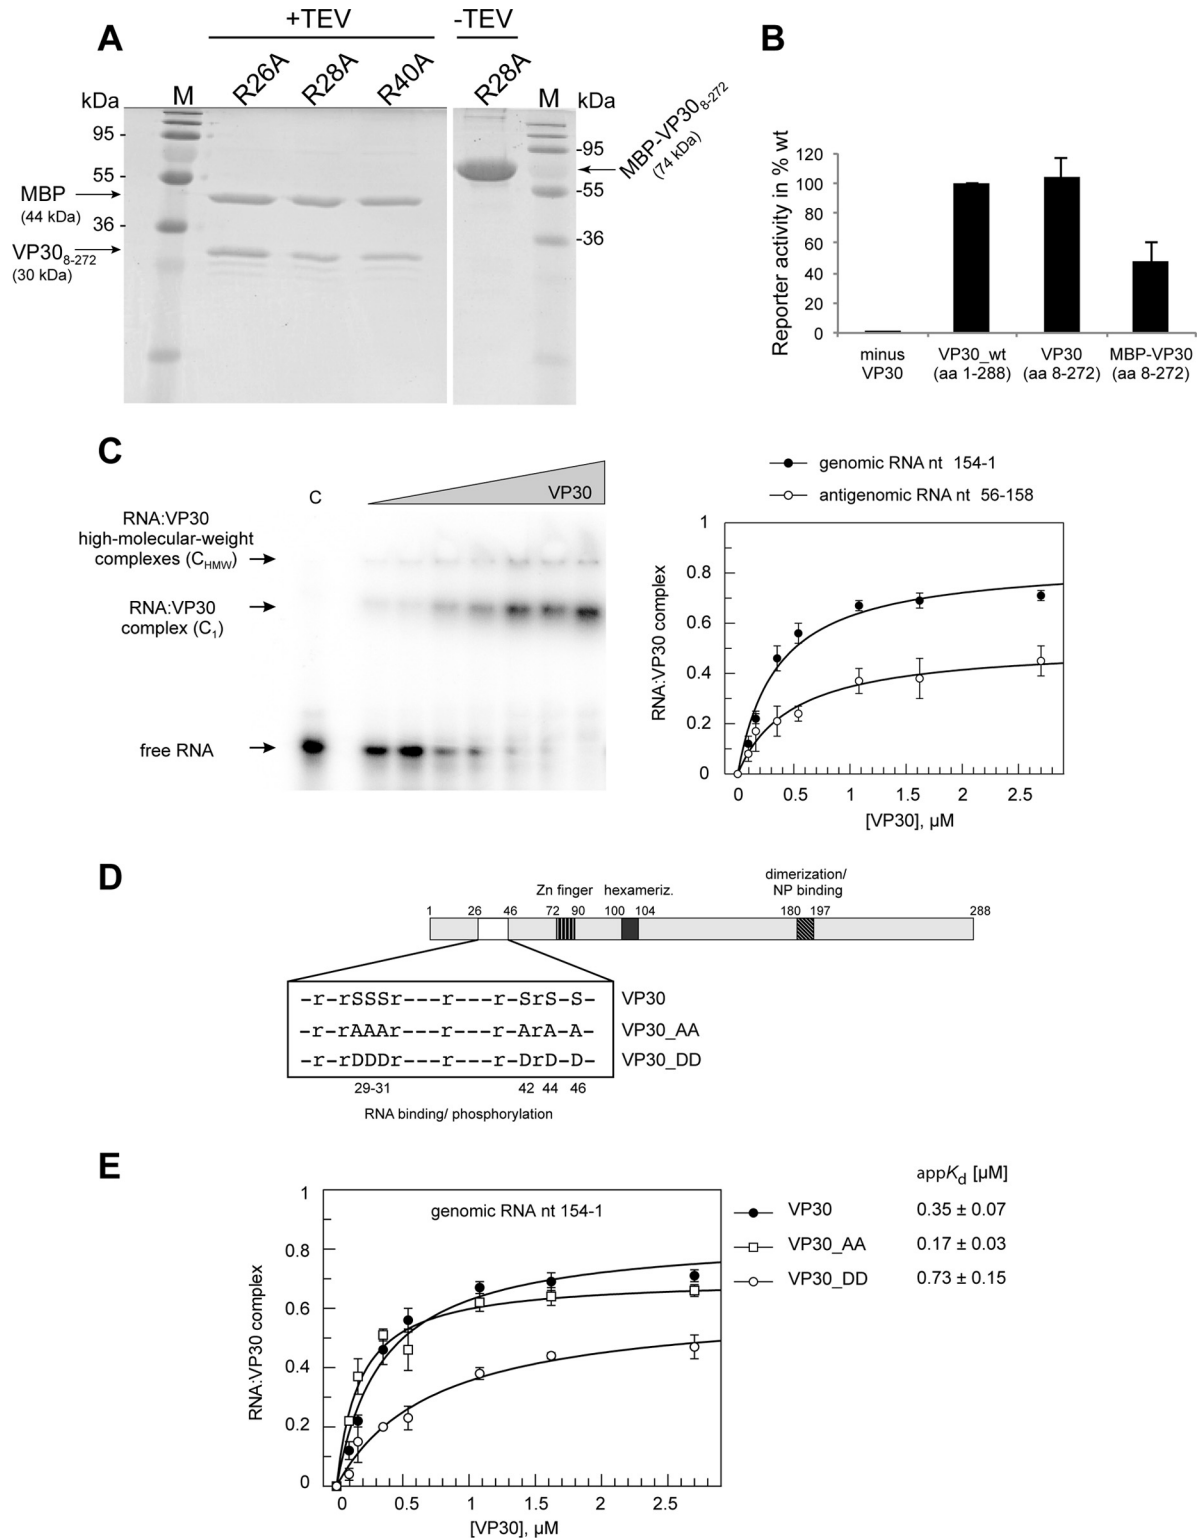 A
+TEV
-TEV
R26A
R28A
R40A
R28A
kDa
M
M
kDa
95 -
55 -
36 -
-95
-55
-36
MBP
(44 kDa)
VP30₈₋₂₇₂
(30 kDa)
MBP-VP30₈₋₂₇₂
(74 kDa)
B
Reporter activity in % wt
120
100
80
60
40
20
0
minus
VP30
VP30_wt
(aa 1-288)
VP30
(aa 8-272)
MBP-VP30
(aa 8-272)
C
C
VP30
RNA:VP30
high-molecular-weight
complexes (C_HMW)
RNA:VP30
complex (C₁)
free RNA
genomic RNA nt 154-1
antigenomic RNA nt 56-158
RNA:VP30 complex
1
0.8
0.6
0.4
0.2
0
0 0.5 1 1.5 2 2.5
[VP30], µM
D
Zn finger
hexameriz.
dimerization/
NP binding
1 26 46 72 90 100 104 180 197 288
-r-rSSSr---r---r-SrS-S- VP30
-r-rAAAr---r---r-ArA-A- VP30_AA
-r-rDDDr---r---r-DrD-D- VP30_DD
29-31 42 44 46
RNA binding/ phosphorylation
E
genomic RNA nt 154-1
RNA:VP30 complex
1
0.8
0.6
0.4
0.2
0
0 0.5 1 1.5 2 2.5
[VP30], µM
appK_d [µM]
VP30 0.35 ± 0.07
VP30_AA 0.17 ± 0.03
VP30_DD 0.73 ± 0.15